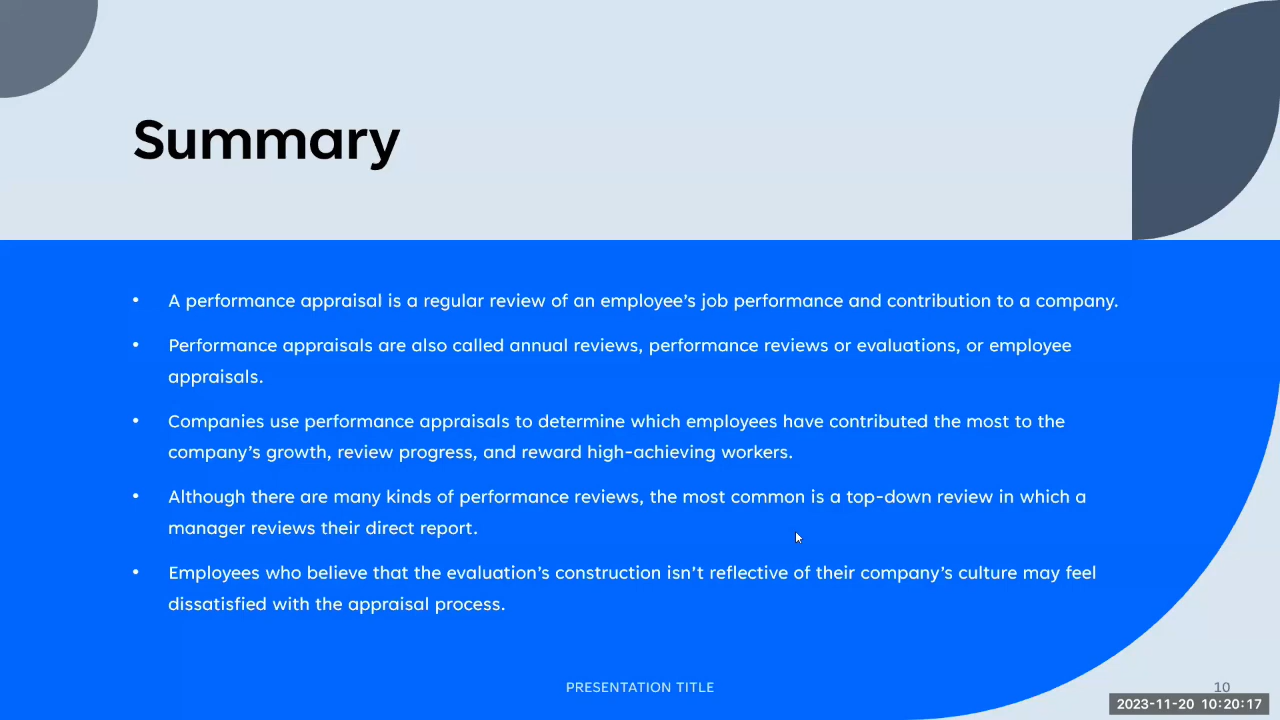 Summary
• A performance appraisal is a regular review of an employee’s job performance and contribution to a company.
• Performance appraisals are also called annual reviews, performance reviews or evaluations, or employee
appraisals.
• Companies use performance appraisals to determine which employees have contributed the most to the
company’s growth, review progress, and reward high-achieving workers.
• Although there are many kinds of performance reviews, the most common is a top-down review in which a
manager reviews their direct report.
• Employees who believe that the evaluation’s construction isn’t reflective of their company’s culture may feel
dissatisfied with the appraisal process.
PRESENTATION TITLE
10
2023-11-20 10:20:17